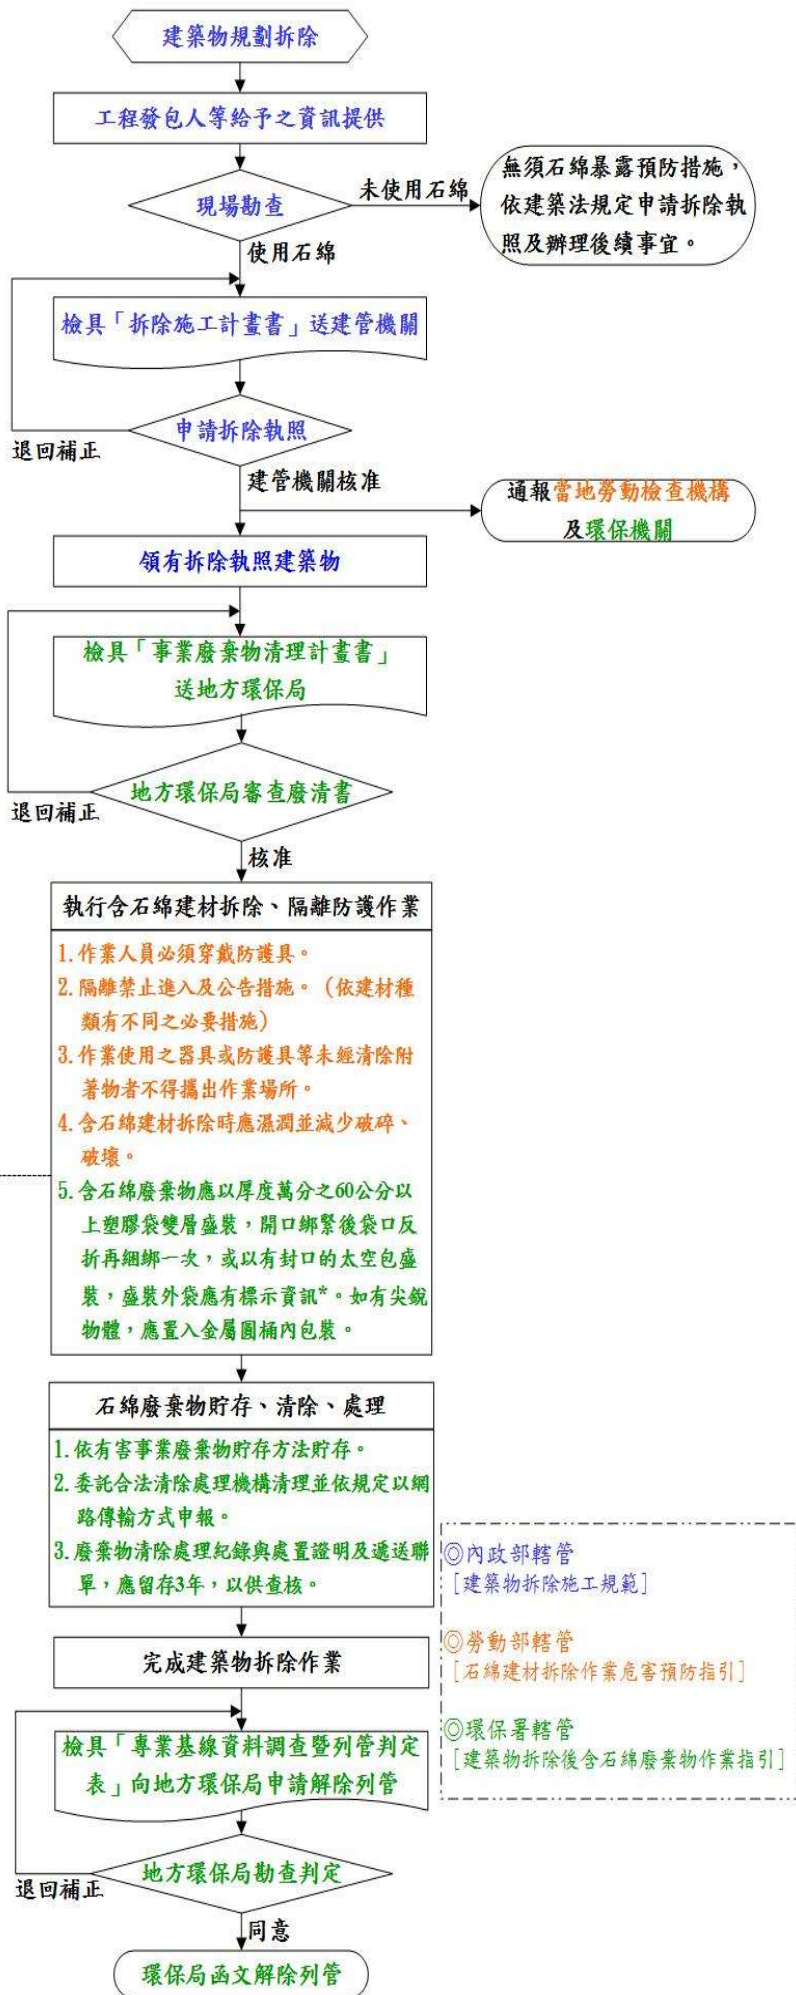 建築物規劃拆除
工程發包人等給予之資訊提供
現場勘查
未使用石綿
無須石綿暴露預防措施，
依建築法規定申請拆除執
照及辦理後續事宜。
使用石綿
檢具「拆除施工計畫書」送建管機關
申請拆除執照
退回補正
建管機關核准
通報當地勞動檢查機構
及環保機關
領有拆除執照建築物
檢具「事業廢棄物清理計畫書」
送地方環保局
地方環保局審查廢清書
退回補正
核准
執行含石綿建材拆除、隔離防護作業
1.作業人員必須穿戴防護具。
2.隔離禁止進入及公告措施。（依建材種
類有不同之必要措施）
3.作業使用之器具或防護具等未經清除附
著物者不得攜出作業場所。
4.含石綿建材拆除時應濕潤並減少破碎、
破壞。
5.含石綿廢棄物應以厚度萬分之60公分以
上塑膠袋雙層盛裝，開口綁緊後袋口反
折再綑綁一次，或以有封口的太空包盛
裝，盛裝外袋應有標示資訊*。如有尖銳
物體，應置入金屬圓桶內包裝。
石綿廢棄物貯存、清除、處理
1.依有害事業廢棄物貯存方法貯存。
2.委託合法清除處理機構清理並依規定以網
路傳輸方式申報。
3.廢棄物清除處理紀錄與處置證明及遞送聯
單，應留存3年，以供查核。
◎內政部轄管
[建築物拆除施工規範]
◎勞動部轄管
[石綿建材拆除作業危害預防指引]
◎環保署轄管
[建築物拆除後含石綿廢棄物作業指引]
完成建築物拆除作業
檢具「專業基線資料調查暨列管判定
表」向地方環保局申請解除列管
地方環保局勘查判定
退回補正
同意
環保局函文解除列管